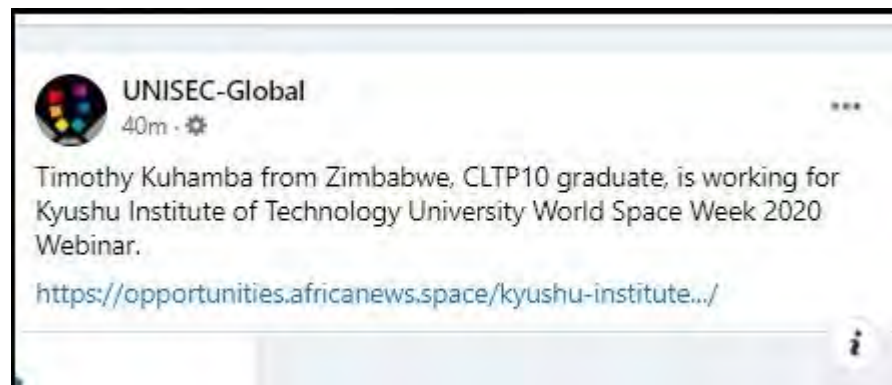 UNISEC-Global
40m ·
Timothy Kuhamba from Zimbabwe, CLTP10 graduate, is working for
Kyushu Institute of Technology University World Space Week 2020
Webinar.
https://opportunities.africanews.space/kyushu-institute.../
i